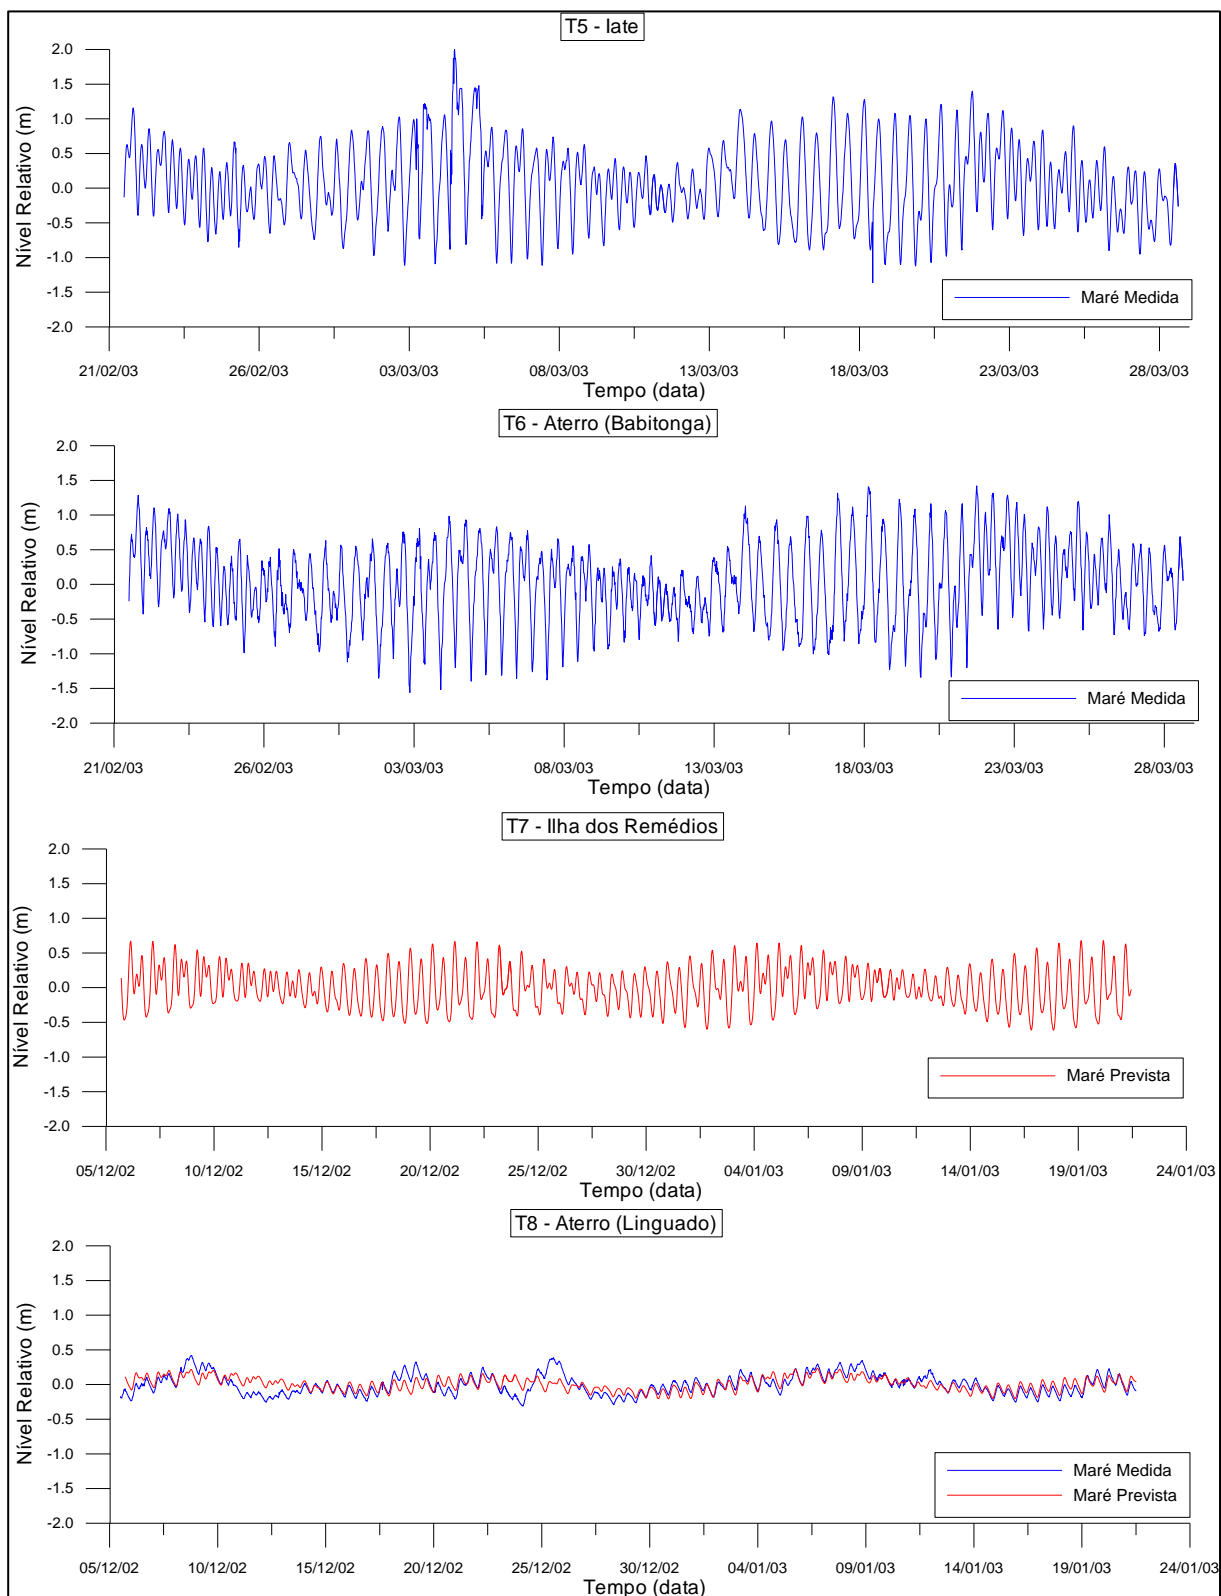 T5 - Iate
2.0
1.5
1.0
0.5
0.0
-0.5
-1.0
-1.5
-2.0
Nível Relativo (m)
Maré Medida
21/02/03 26/02/03 03/03/03 08/03/03 13/03/03 18/03/03 23/03/03 28/03/03
Tempo (data)
T6 - Aterro (Babitonga)
2.0
1.5
1.0
0.5
0.0
-0.5
-1.0
-1.5
-2.0
Nível Relativo (m)
Maré Medida
21/02/03 26/02/03 03/03/03 08/03/03 13/03/03 18/03/03 23/03/03 28/03/03
Tempo (data)
T7 - Ilha dos Remédios
2.0
1.5
1.0
0.5
0.0
-0.5
-1.0
-1.5
-2.0
Nível Relativo (m)
Maré Prevista
05/12/02 10/12/02 15/12/02 20/12/02 25/12/02 30/12/02 04/01/03 09/01/03 14/01/03 19/01/03 24/01/03
Tempo (data)
T8 - Aterro (Linguado)
2.0
1.5
1.0
0.5
0.0
-0.5
-1.0
-1.5
-2.0
Nível Relativo (m)
Maré Medida
Maré Prevista
05/12/02 10/12/02 15/12/02 20/12/02 25/12/02 30/12/02 04/01/03 09/01/03 14/01/03 19/01/03 24/01/03
Tempo (data)